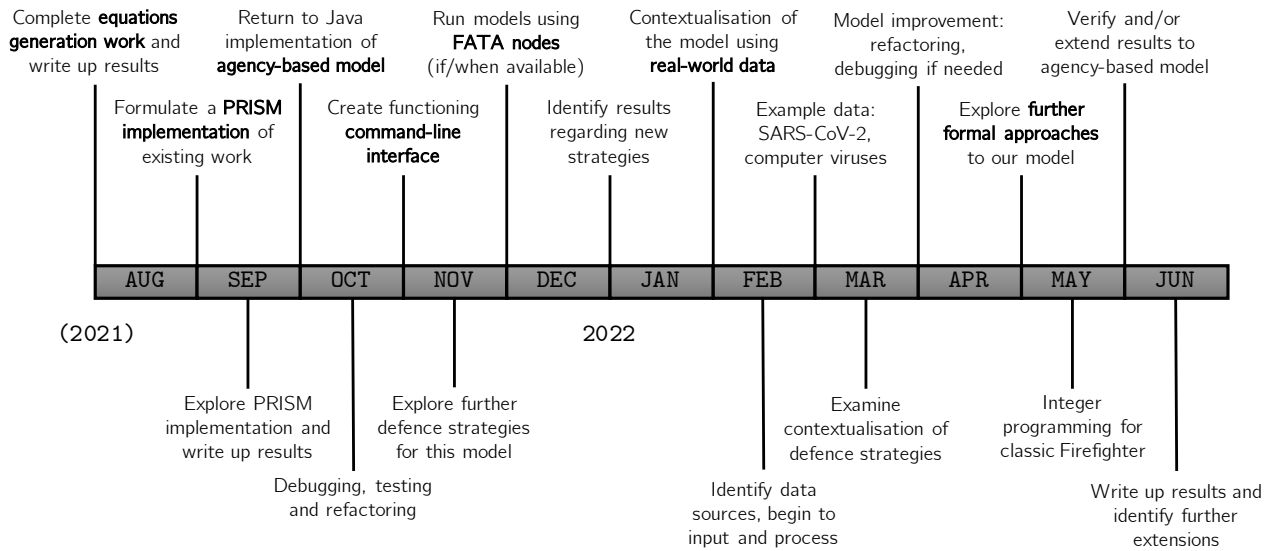 Complete equations
generation work and
write up results
Return to Java
implementation of
agency-based model
Run models using
FATA nodes
(if/when available)
Contextualisation of
the model using
real-world data
Model improvement:
refactoring,
debugging if needed
Verify and/or
extend results to
agency-based model
Formulate a PRISM
implementation of
existing work
Create functioning
command-line
interface
Identify results
regarding new
strategies
Example data:
SARS-CoV-2,
computer viruses
Explore further
formal approaches
to our model
AUG SEP OCT NOV DEC JAN FEB MAR APR MAY JUN
(2021) 2022
Explore PRISM
implementation and
write up results
Explore further
defence strategies
for this model
Examine
contextualisation of
defence strategies
Integer
programming for
classic Firefighter
Debugging, testing
and refactoring
Identify data
sources, begin to
input and process
Write up results and
identify further
extensions